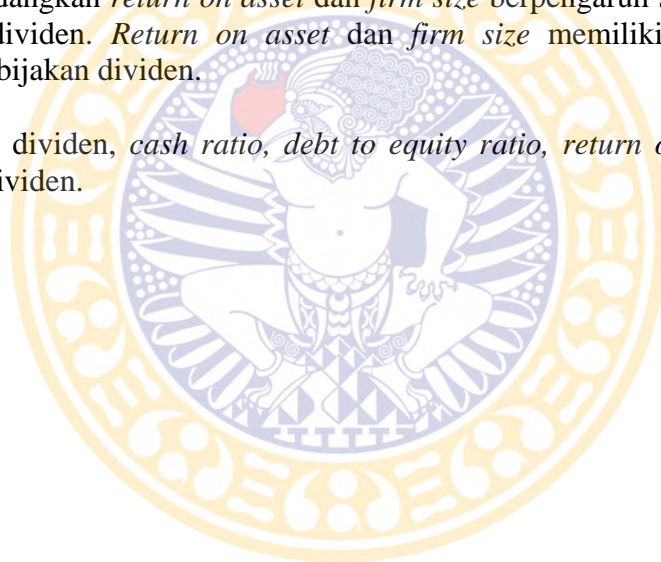 dangkan return on asset dan firm size berpengaruh s
dividen. Return on asset dan firm size memiliki
bijakan dividen.
dividen, cash ratio, debt to equity ratio, return o
ividen.